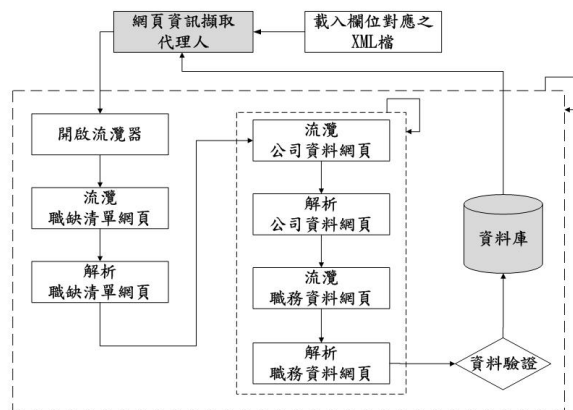 網頁資訊擷取
代理人
載入欄位對應之
XML檔
開啟流灠器
流灠
職缺清單網頁
解析
職缺清單網頁
流灠
公司資料網頁
解析
公司資料網頁
流灠
職務資料網頁
解析
職務資料網頁
資料庫
資料驗證